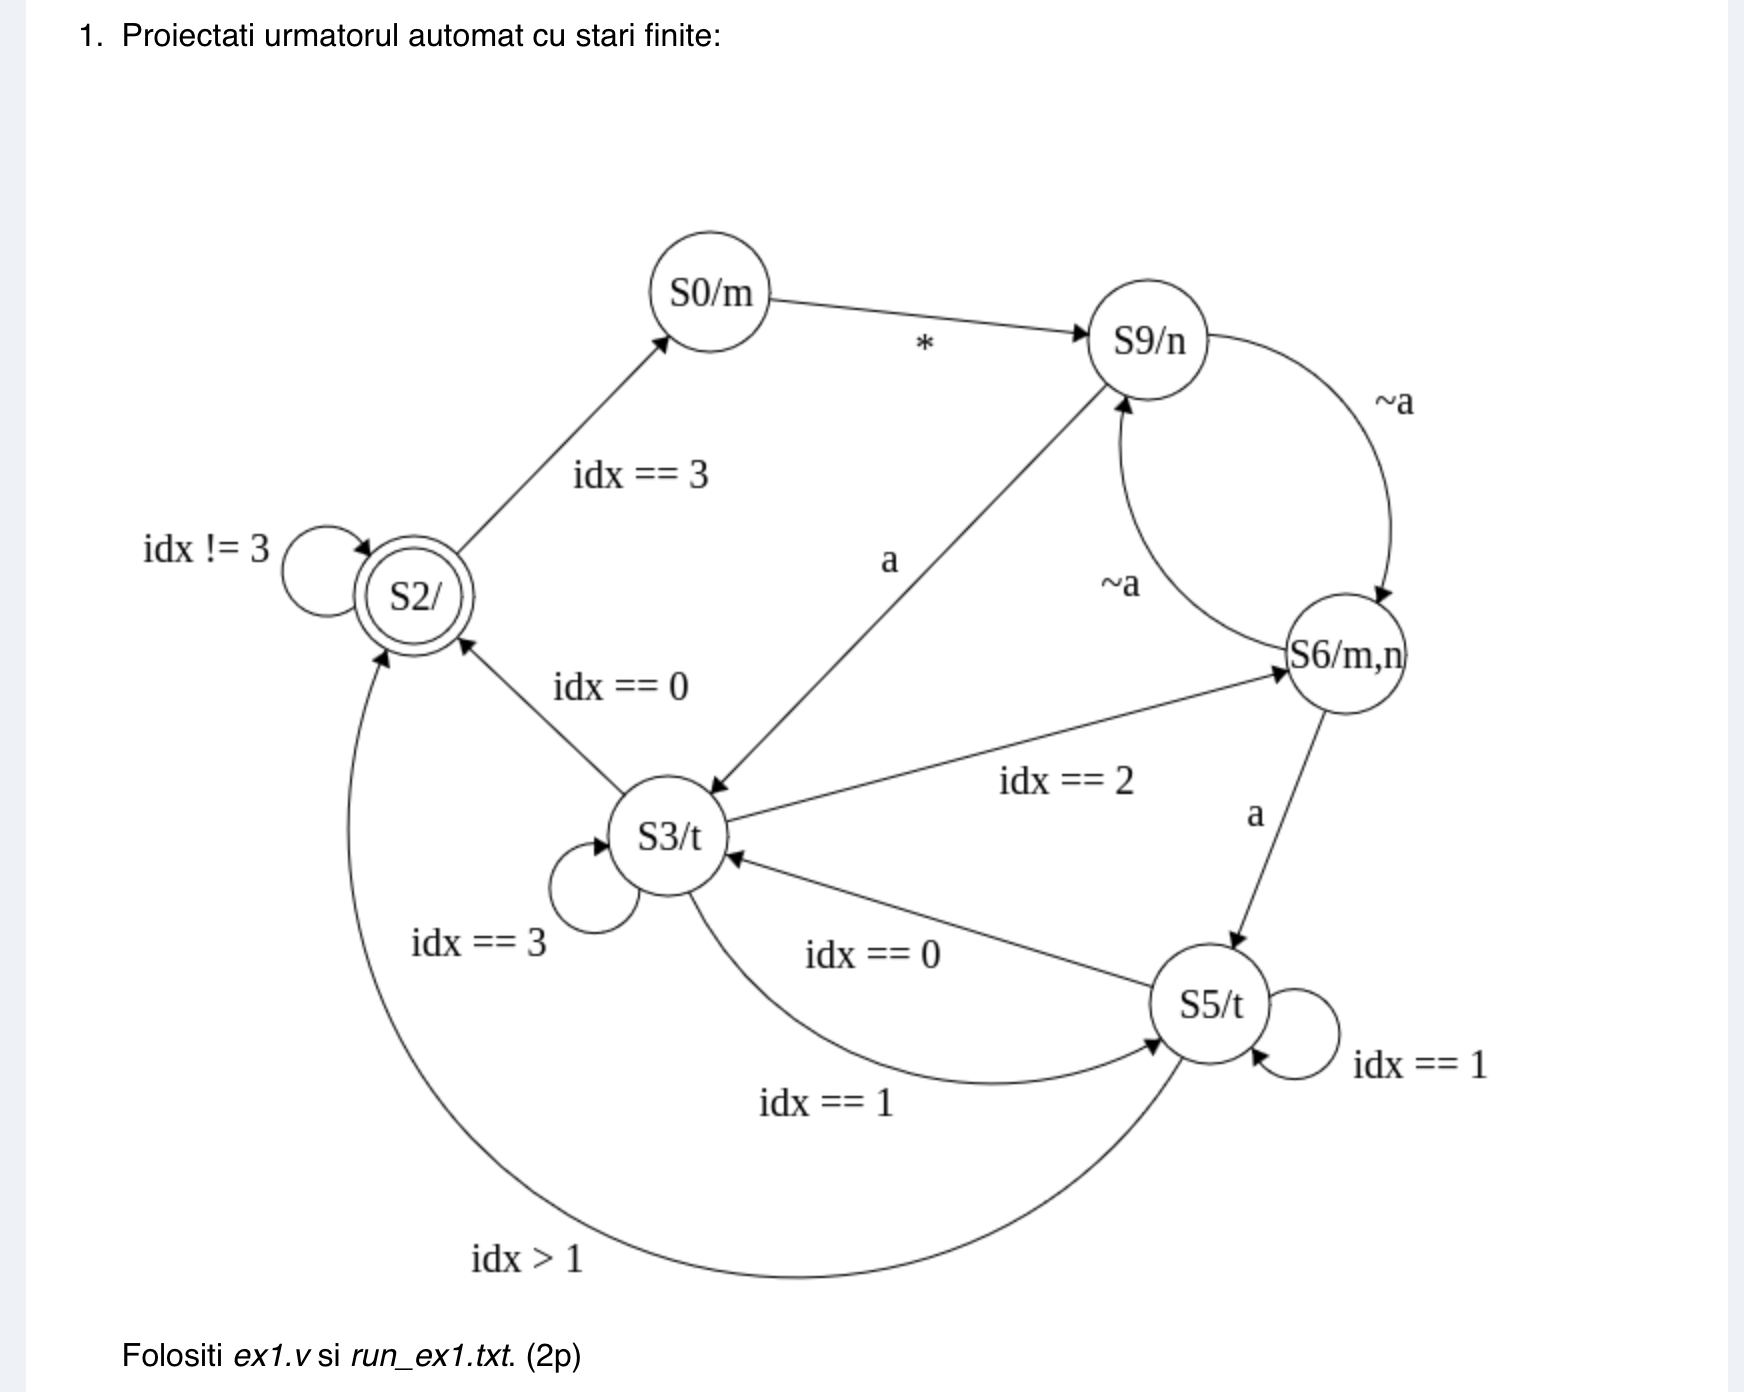 1. Proiectati urmatorul automat cu stari finite:
S0/m
S9/n
*
~a
idx == 3
idx != 3
a
~a
S2/
S6/m,n
idx == 0
idx == 2
a
S3/t
idx == 3
idx == 0
S5/t
idx == 1
idx == 1
idx > 1
Folositi ex1.v si run_ex1.txt. (2p)